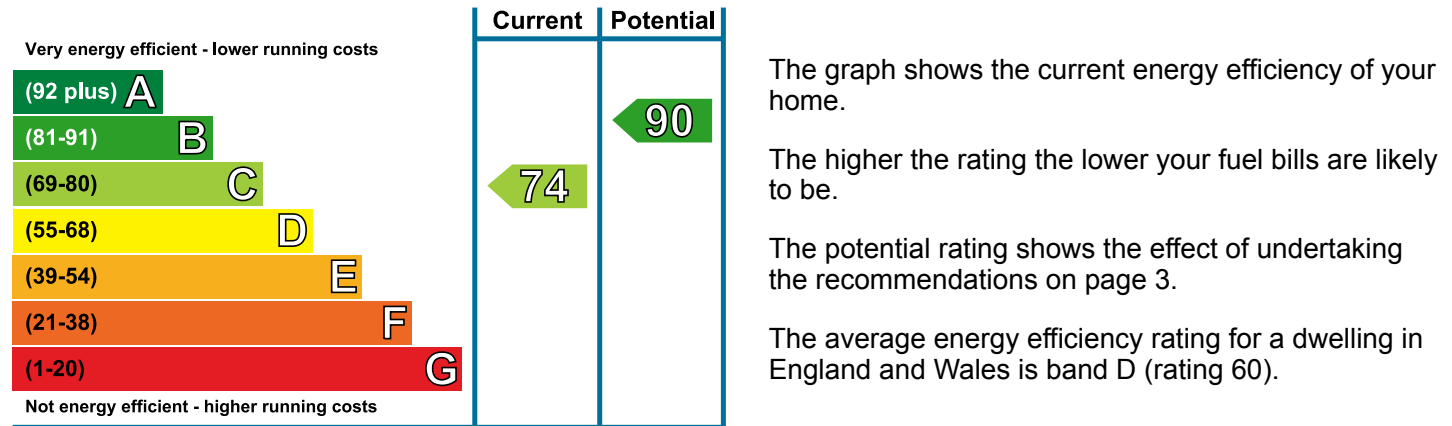 Current Potential
Very energy efficient - lower running costs
(92 plus) A
(81-91) B
(69-80) C
(55-68) D
(39-54) E
(21-38) F
(1-20) G
Not energy efficient - higher running costs
90
74
The graph shows the current energy efficiency of your
home.
The higher the rating the lower your fuel bills are likely
to be.
The potential rating shows the effect of undertaking
the recommendations on page 3.
The average energy efficiency rating for a dwelling in
England and Wales is band D (rating 60).